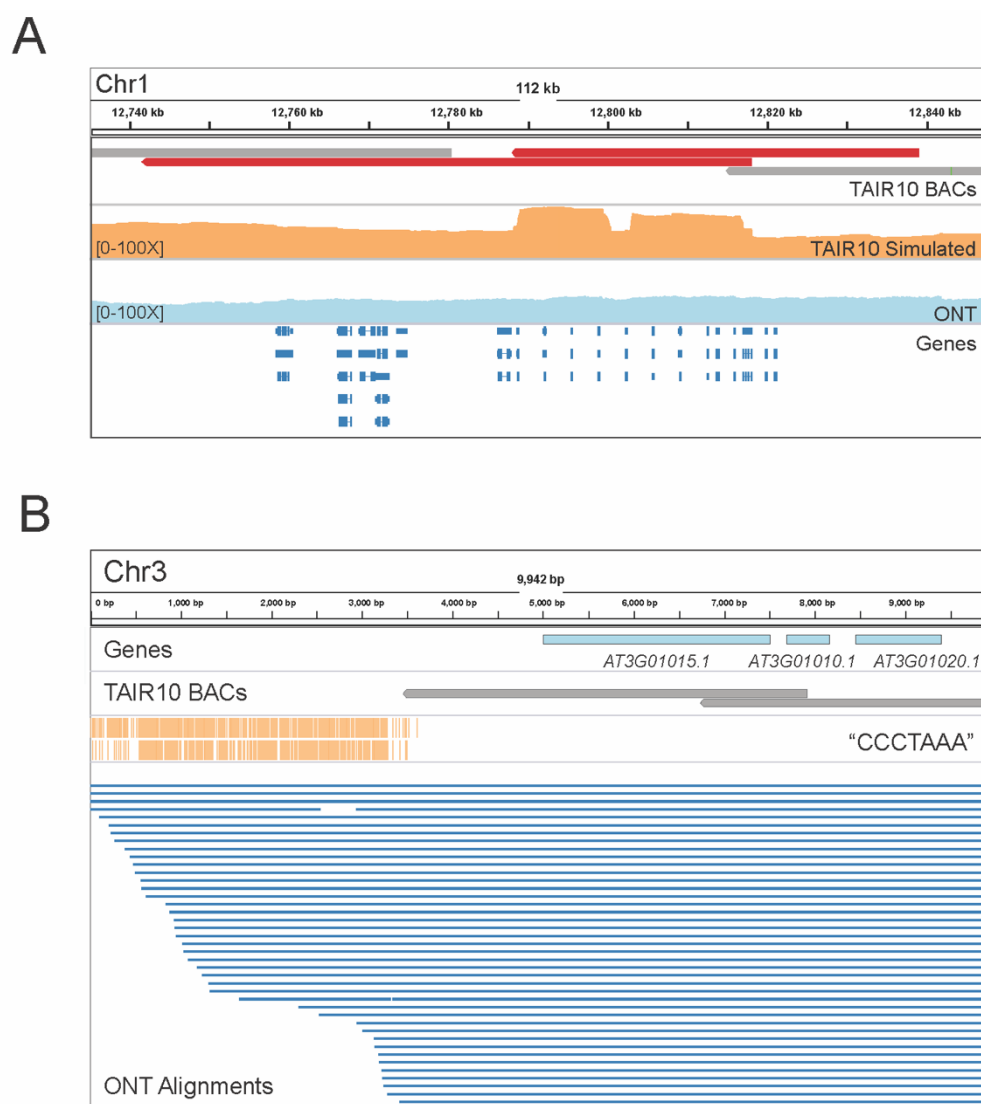 A
Chr1
112 kb
12,740 kb 12,760 kb 12,780 kb 12,800 kb 12,820 kb 12,840 kb
TAIR10 BACs
[0-100X] TAIR10 Simulated
[0-100X] ONT
Genes
B
Chr3
9,942 bp
0 bp 1,000 bp 2,000 bp 3,000 bp 4,000 bp 5,000 bp 6,000 bp 7,000 bp 8,000 bp 9,000 bp
Genes
AT3G01015.1 AT3G01010.1 AT3G01020.1
TAIR10 BACs
“CCCTAAA”
ONT Alignments